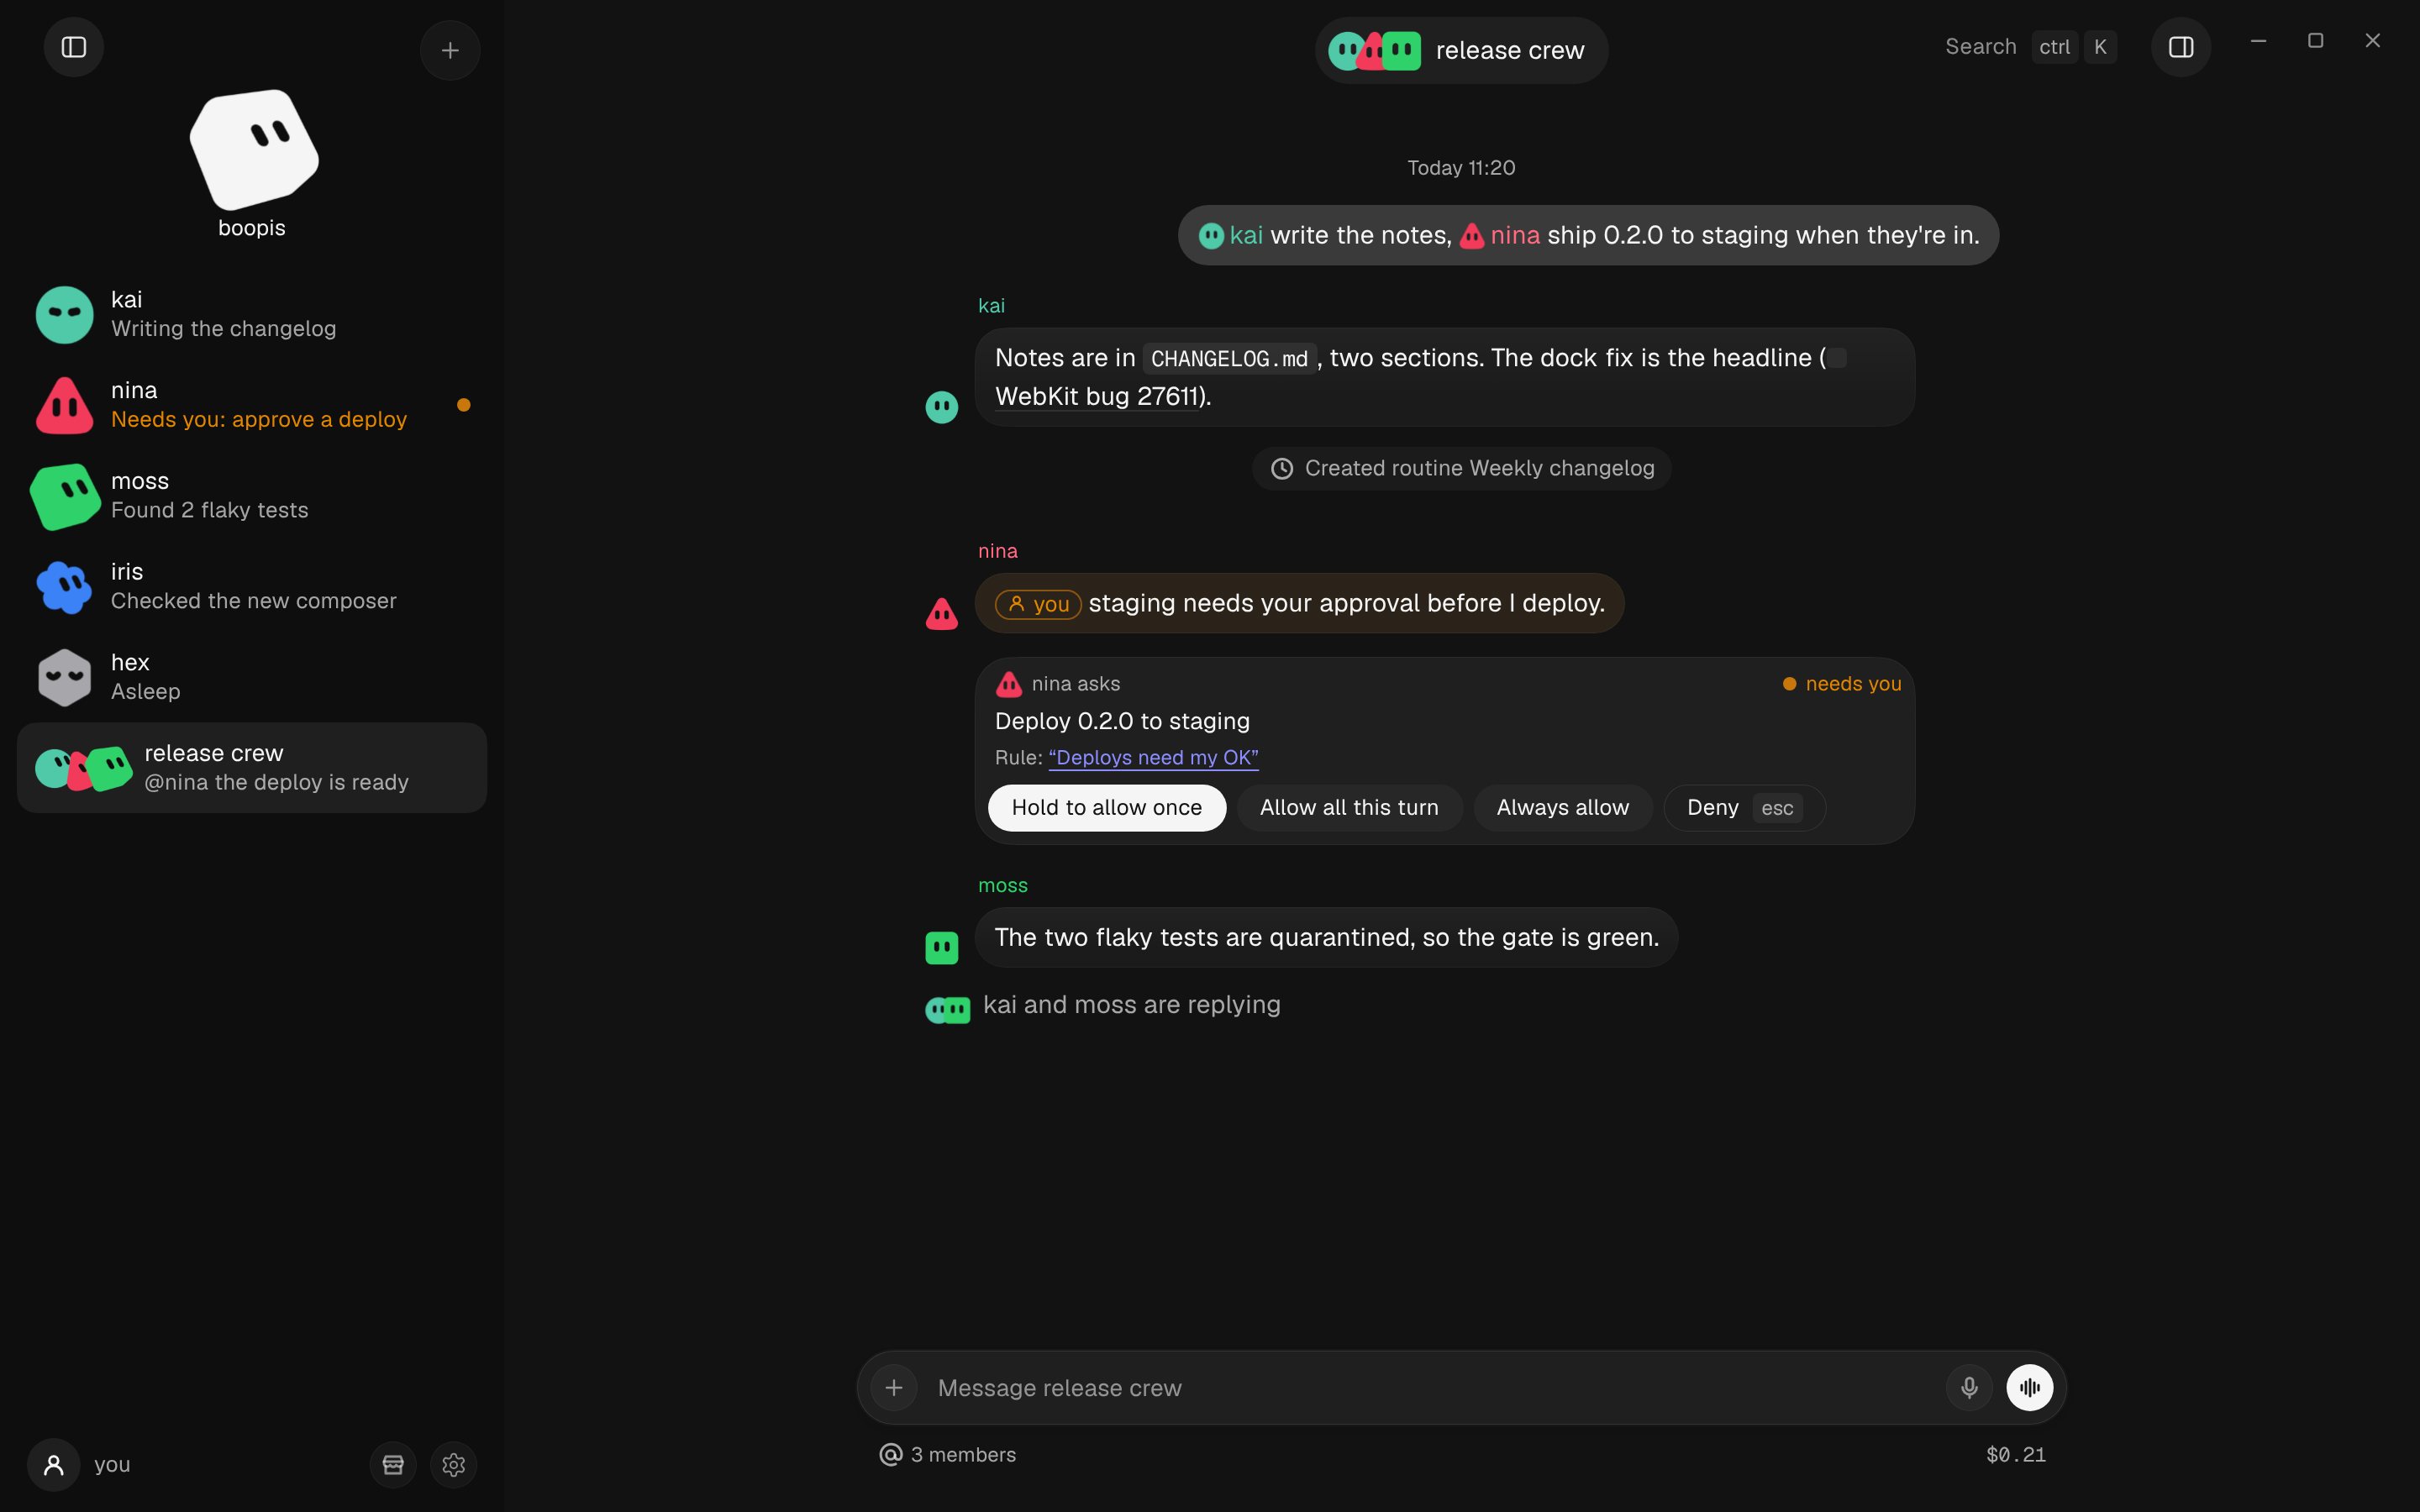 release crew
Search ctrl K
boopis
kai
Writing the changelog
nina
Needs you: approve a deploy
moss
Found 2 flaky tests
iris
Checked the new composer
hex
Asleep
release crew
@nina the deploy is ready
you
Today 11:20
kai write the notes, nina ship 0.2.0 to staging when they're in.
kai
Notes are in CHANGELOG.md, two sections. The dock fix is the headline (
WebKit bug 27611).
Created routine Weekly changelog
nina
you staging needs your approval before I deploy.
nina asks
needs you
Deploy 0.2.0 to staging
Rule: “Deploys need my OK”
Hold to allow once
Allow all this turn
Always allow
Deny esc
moss
The two flaky tests are quarantined, so the gate is green.
kai and moss are replying
Message release crew
3 members
$0.21